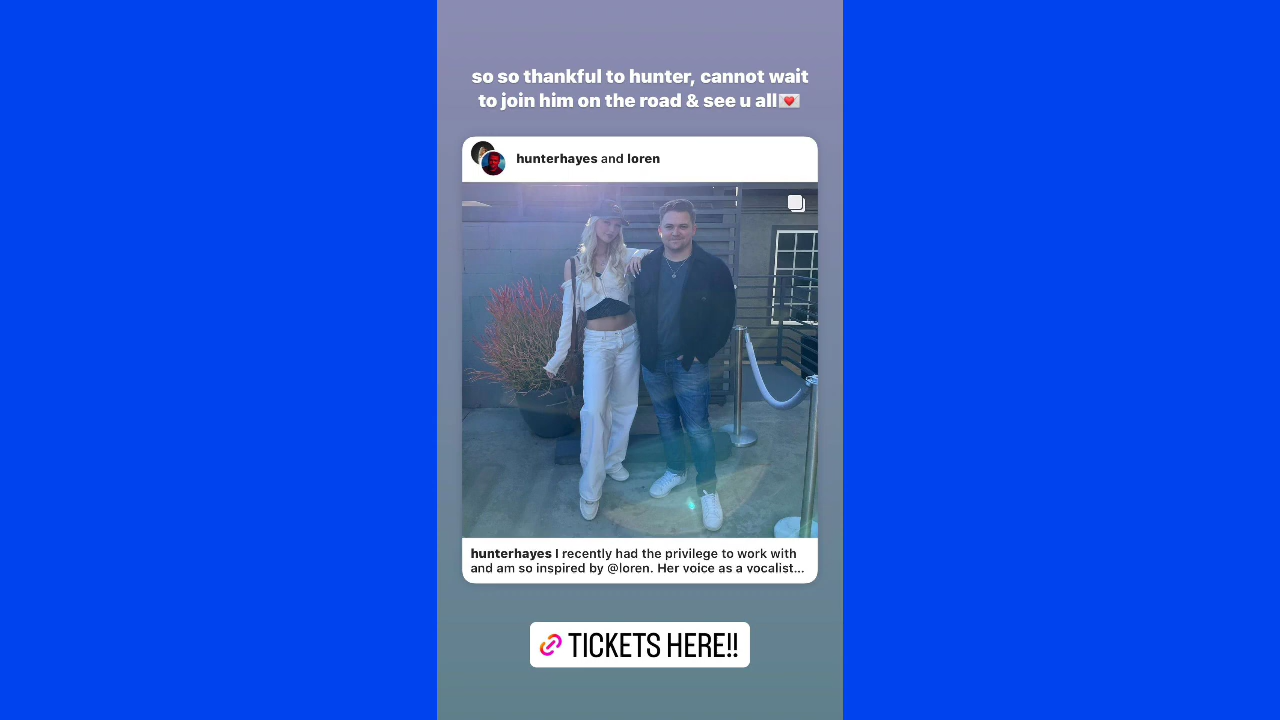 so so thankful to hunter, cannot wait
to join him on the road & see u all💌
hunterhayes and loren
hunterhayes I recently had the privilege to work with
and am so inspired by @loren. Her voice as a vocalist...
TICKETS HERE!!